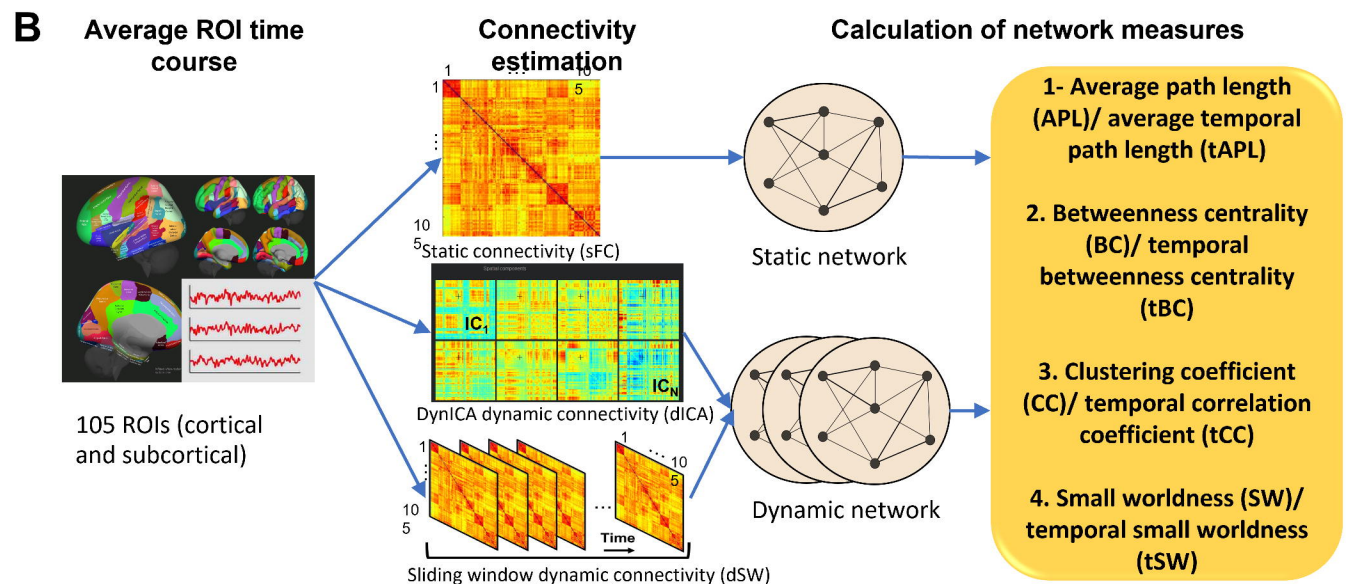 B
Average ROI time
course
Connectivity
estimation
Calculation of network measures
1
...
10
5
1
⋮
10
5
Static connectivity (sFC)
Spatial components
IC1
ICN
DynICA dynamic connectivity (dICA)
105 ROIs (cortical
and subcortical)
1
⋮
10
5
1
...
10
5
...
Time
Sliding window dynamic connectivity (dSW)
Static network
Dynamic network
1- Average path length
(APL)/ average temporal
path length (tAPL)
2. Betweenness centrality
(BC)/ temporal
betweenness centrality
(tBC)
3. Clustering coefficient
(CC)/ temporal correlation
coefficient (tCC)
4. Small worldness (SW)/
temporal small worldness
(tSW)